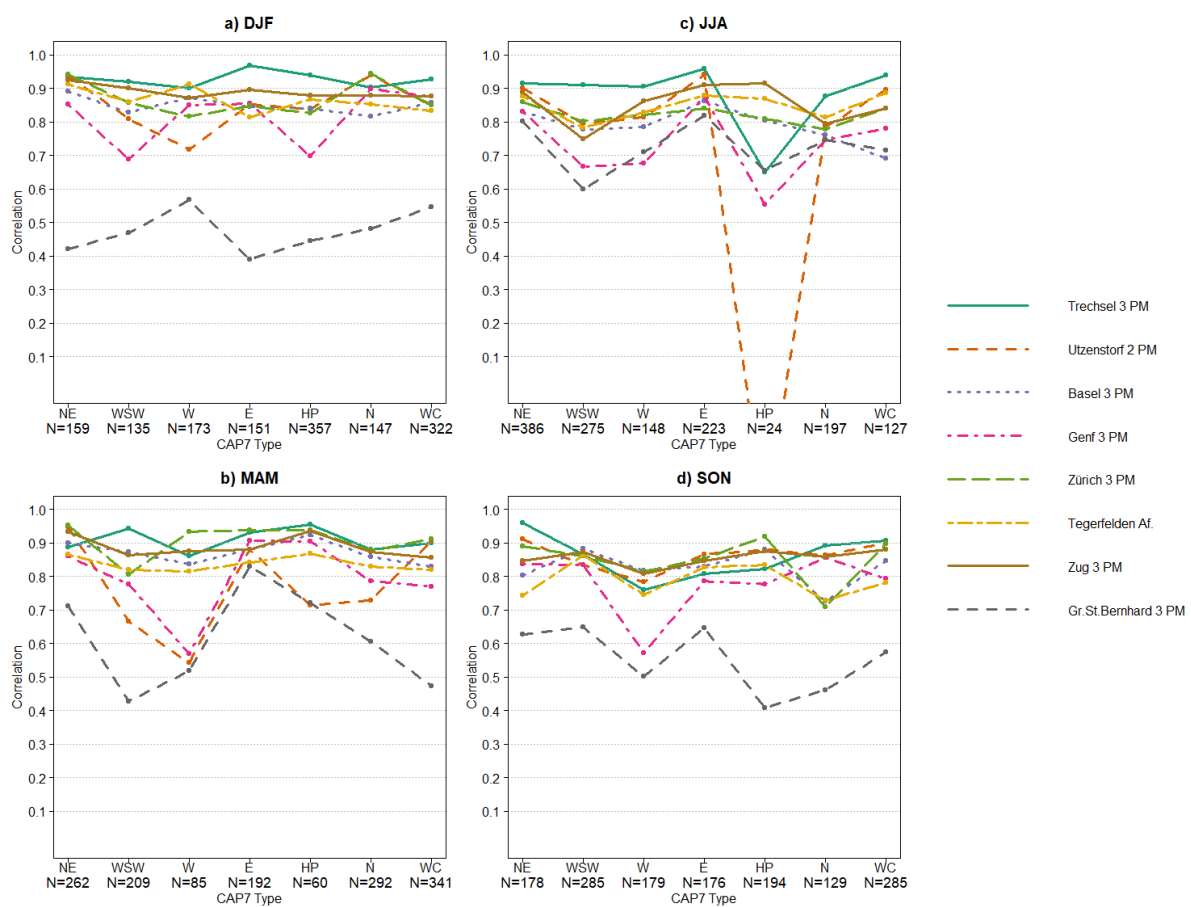 a) DJF
Correlation
1.0
0.9
0.8
0.7
0.6
0.5
0.4
0.3
0.2
0.1
NE WSW W E HP N WC
N=159 N=135 N=173 N=151 N=357 N=147 N=322
CAP7 Type
c) JJA
Correlation
1.0
0.9
0.8
0.7
0.6
0.5
0.4
0.3
0.2
0.1
NE WSW W E HP N WC
N=386 N=275 N=148 N=223 N=24 N=197 N=127
CAP7 Type
b) MAM
Correlation
1.0
0.9
0.8
0.7
0.6
0.5
0.4
0.3
0.2
0.1
NE WSW W E HP N WC
N=262 N=209 N=85 N=192 N=60 N=292 N=341
CAP7 Type
d) SON
Correlation
1.0
0.9
0.8
0.7
0.6
0.5
0.4
0.3
0.2
0.1
NE WSW W E HP N WC
N=178 N=285 N=179 N=176 N=194 N=129 N=285
CAP7 Type
Trechsel 3 PM
Utzenstorf 2 PM
Basel 3 PM
Genf 3 PM
Zürich 3 PM
Tegerfelden Af.
Zug 3 PM
Gr.St.Bernhard 3 PM